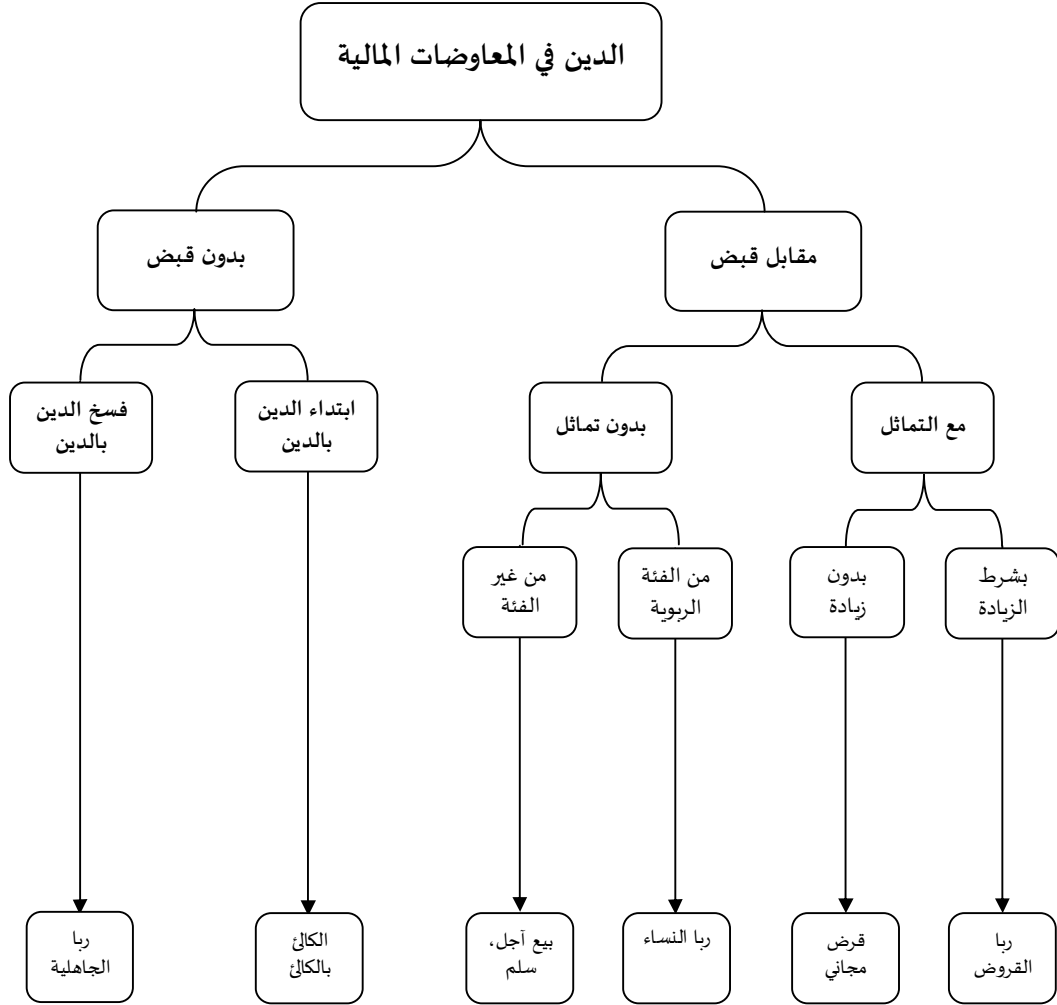 الدين في المعاوضات المالية
مقابل قبض
بدون قبض
مع التماثل
بدون تماثل
ابتداء الدين
بالدين
فسخ الدين
بالدين
بشرط
الزيادة
بدون
زيادة
من الفئة
الربوية
من غير
الفئة
ربا
القروض
قرض
مجاني
ربا النساء
بيع آجل،
سلم
الكالئ
بالكالئ
ربا
الجاهلية